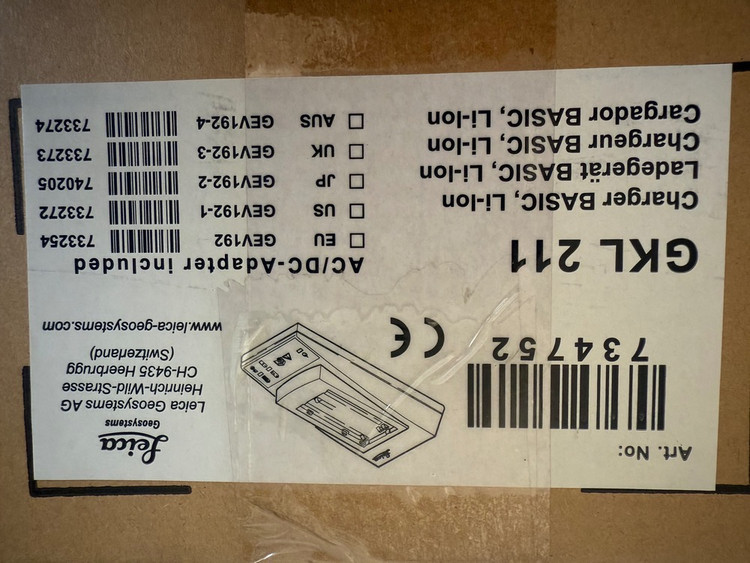 Art. No:
734752
Leica
Geosystems
Leica Geosystems AG
Heinrich-Wild-Strasse
CH-9435 Heerbrugg
(Switzerland)
www.leica-geosystems.com
CE
GKL 211
Charger BASIC, Li-Ion
Ladegerät BASIC, Li-Ion
Chargeur BASIC, Li-Ion
Cargador BASIC, Li-Ion
AC/DC-Adapter included
EU GEV192 733254
US GEV192-1 733272
JP GEV192-2 740205
UK GEV192-3 733273
AUS GEV192-4 733274